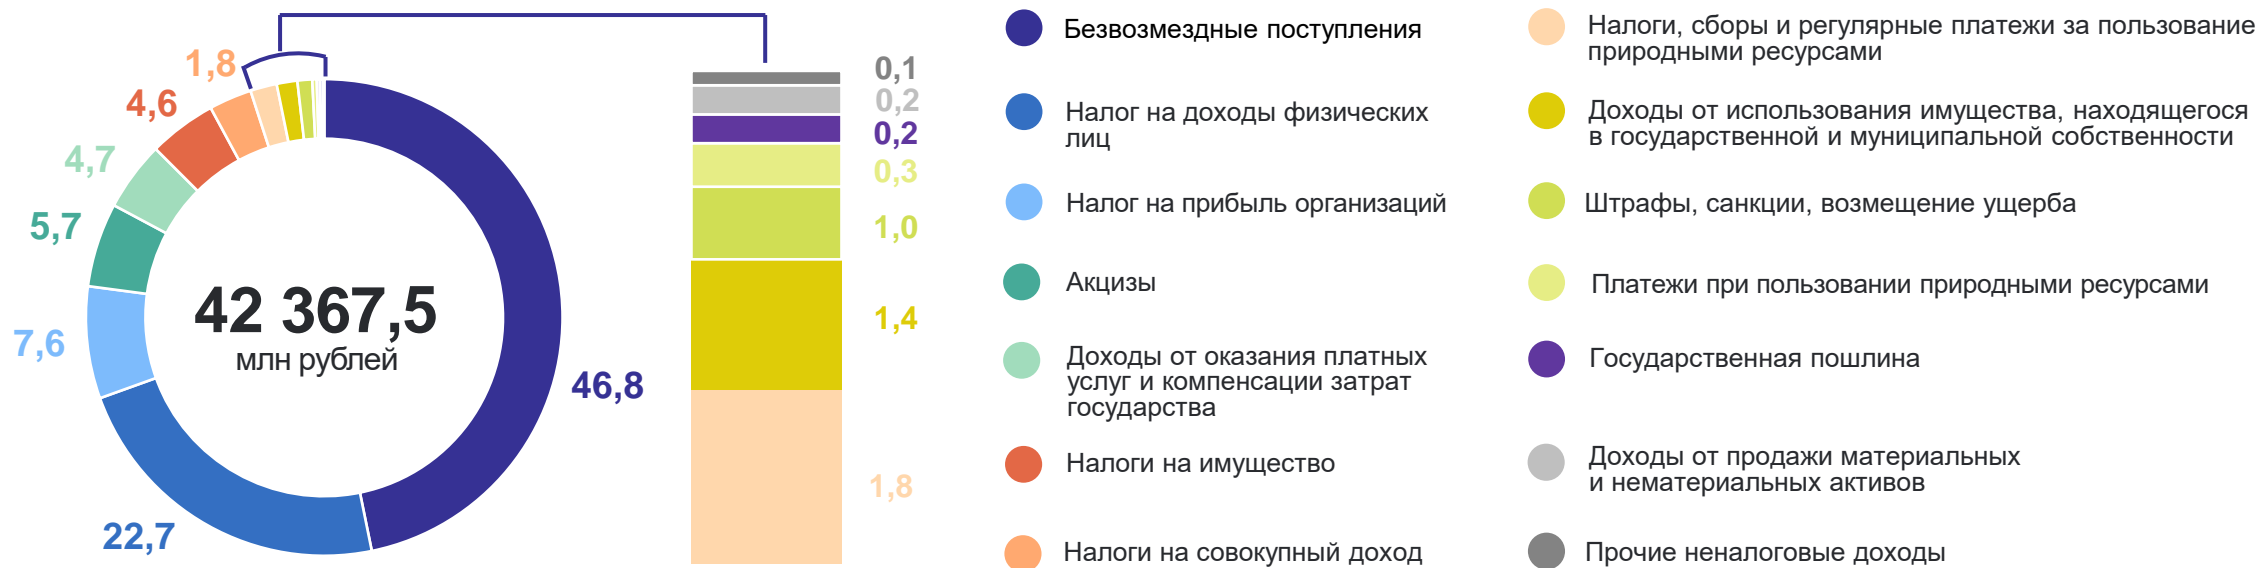 1,8
4,6
4,7
5,7
7,6
22,7
46,8
42 367,5
млн рублей
0,1
0,2
0,2
0,3
1,0
1,4
1,8
Безвозмездные поступления
Налог на доходы физических
лиц
Налог на прибыль организаций
Акцизы
Доходы от оказания платных
услуг и компенсации затрат
государства
Налоги на имущество
Налоги на совокупный доход
Налоги, сборы и регулярные платежи за пользование
природными ресурсами
Доходы от использования имущества, находящегося
в государственной и муниципальной собственности
Штрафы, санкции, возмещение ущерба
Платежи при пользовании природными ресурсами
Государственная пошлина
Доходы от продажи материальных
и нематериальных активов
Прочие неналоговые доходы